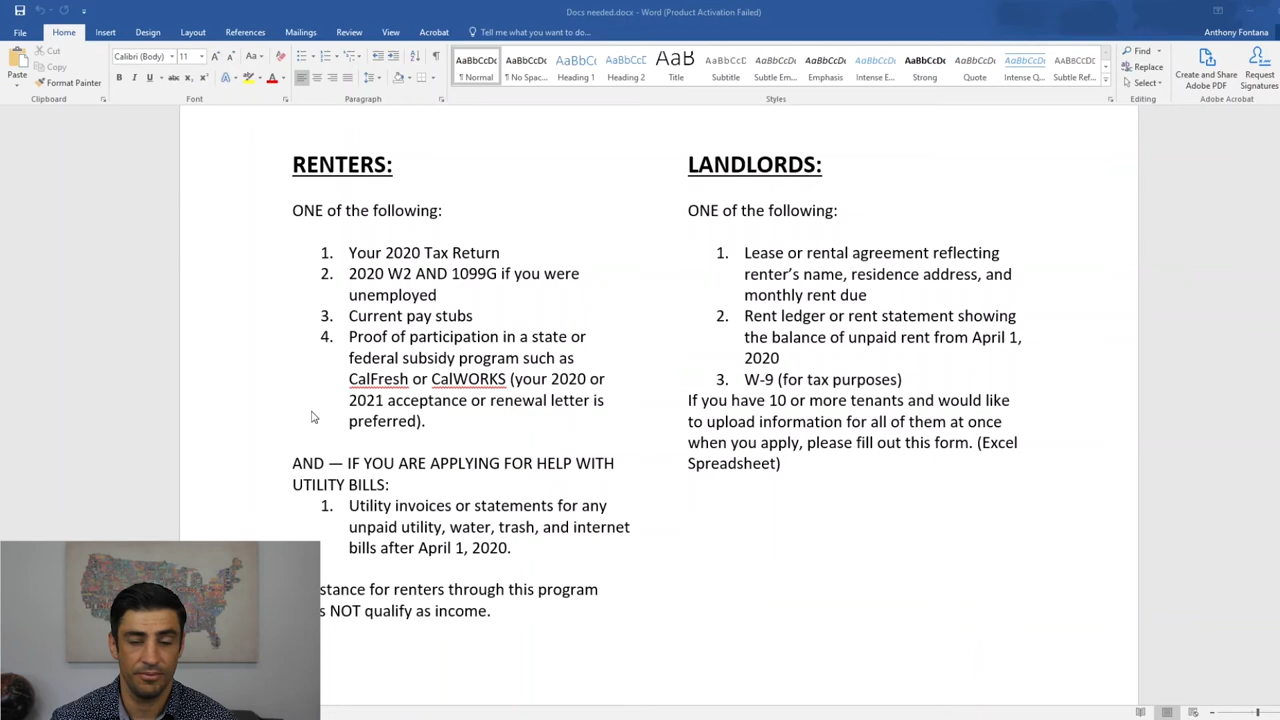 Docs needed.docx - Word (Product Activation Failed)
File Home Insert Design Layout References Mailings Review View Acrobat Tell me what you want to do... Anthony Fontana
Paste
Cut
Copy
Format Painter
Clipboard
Calibri (Body) 11
Font
Paragraph
AaBbCcDc AaBbCcDc AaBbC AaBbCcD AaB AaBbCcD AaBbCcDc AaBbCcDc AaBbCcDc AaBbCcDc AaBbCcDc AaBbCcDc AaBbCcDc
¶ Normal ¶ No Spac... Heading 1 Heading 2 Title Subtitle Subtle Em... Emphasis Intense E... Strong Quote Intense Q... Subtle Ref...
Styles
Find
Replace
Select
Editing
Create and Share Adobe PDF
Request Signatures
Adobe Acrobat
RENTERS:
ONE of the following:
1. Your 2020 Tax Return
2. 2020 W2 AND 1099G if you were
unemployed
3. Current pay stubs
4. Proof of participation in a state or
federal subsidy program such as
CalFresh or CalWORKS (your 2020 or
2021 acceptance or renewal letter is
preferred).
AND — IF YOU ARE APPLYING FOR HELP WITH
UTILITY BILLS:
1. Utility invoices or statements for any
unpaid utility, water, trash, and internet
bills after April 1, 2020.
stance for renters through this program
s NOT qualify as income.
LANDLORDS:
ONE of the following:
1. Lease or rental agreement reflecting
renter's name, residence address, and
monthly rent due
2. Rent ledger or rent statement showing
the balance of unpaid rent from April 1,
2020
3. W-9 (for tax purposes)
If you have 10 or more tenants and would like
to upload information for all of them at once
when you apply, please fill out this form. (Excel
Spreadsheet)